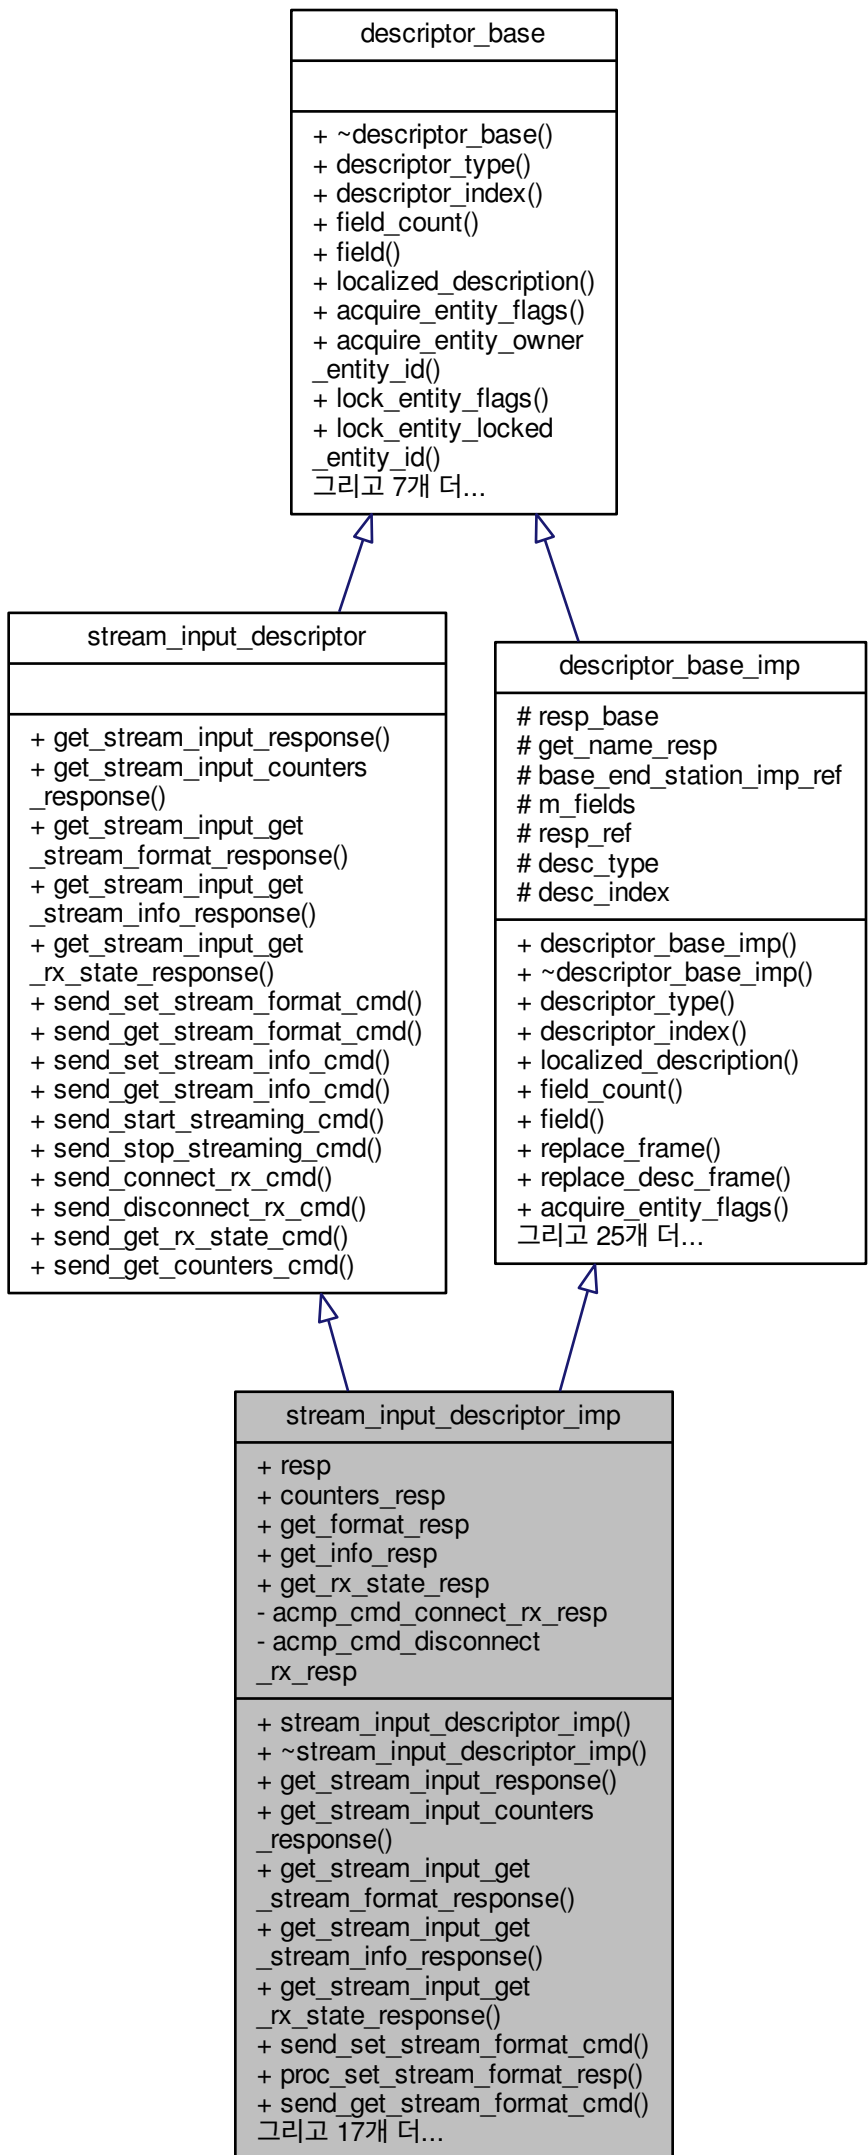 descriptor_base
+ ~descriptor_base()
+ descriptor_type()
+ descriptor_index()
+ field_count()
+ field()
+ localized_description()
+ acquire_entity_flags()
+ acquire_entity_owner
_entity_id()
+ lock_entity_flags()
+ lock_entity_locked
_entity_id()
그리고 7개 더...
stream_input_descriptor
+ get_stream_input_response()
+ get_stream_input_counters
_response()
+ get_stream_input_get
_stream_format_response()
+ get_stream_input_get
_stream_info_response()
+ get_stream_input_get
_rx_state_response()
+ send_set_stream_format_cmd()
+ send_get_stream_format_cmd()
+ send_set_stream_info_cmd()
+ send_get_stream_info_cmd()
+ send_start_streaming_cmd()
+ send_stop_streaming_cmd()
+ send_connect_rx_cmd()
+ send_disconnect_rx_cmd()
+ send_get_rx_state_cmd()
+ send_get_counters_cmd()
descriptor_base_imp
# resp_base
# get_name_resp
# base_end_station_imp_ref
# m_fields
# resp_ref
# desc_type
# desc_index
+ descriptor_base_imp()
+ ~descriptor_base_imp()
+ descriptor_type()
+ descriptor_index()
+ localized_description()
+ field_count()
+ field()
+ replace_frame()
+ replace_desc_frame()
+ acquire_entity_flags()
그리고 25개 더...
stream_input_descriptor_imp
+ resp
+ counters_resp
+ get_format_resp
+ get_info_resp
+ get_rx_state_resp
- acmp_cmd_connect_rx_resp
- acmp_cmd_disconnect
_rx_resp
+ stream_input_descriptor_imp()
+ ~stream_input_descriptor_imp()
+ get_stream_input_response()
+ get_stream_input_counters
_response()
+ get_stream_input_get
_stream_format_response()
+ get_stream_input_get
_stream_info_response()
+ get_stream_input_get
_rx_state_response()
+ send_set_stream_format_cmd()
+ proc_set_stream_format_resp()
+ send_get_stream_format_cmd()
그리고 17개 더...